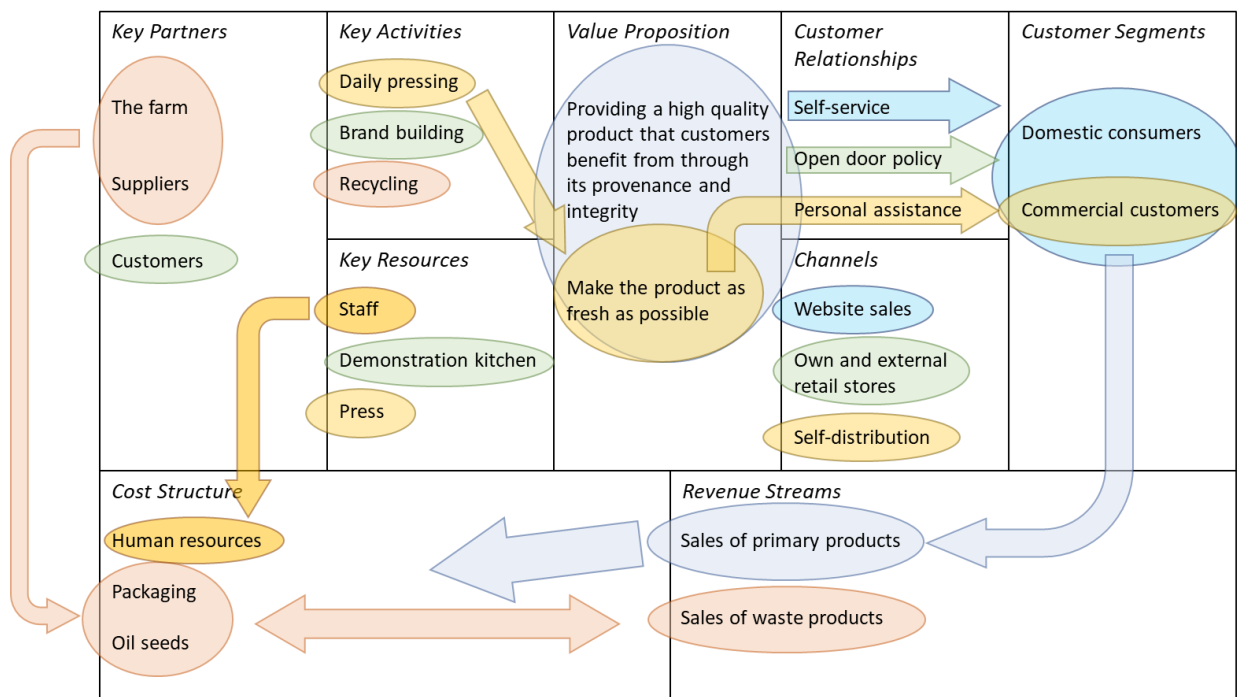 Key Partners
The farm
Suppliers
Customers
Key Activities
Daily pressing
Brand building
Recycling
Key Resources
Staff
Demonstration kitchen
Press
Value Proposition
Providing a high quality
product that customers
benefit from through
its provenance and
integrity
Make the product as
fresh as possible
Customer
Relationships
Self-service
Open door policy
Personal assistance
Channels
Website sales
Own and external
retail stores
Self-distribution
Customer Segments
Domestic consumers
Commercial customers
Cost Structure
Human resources
Packaging
Oil seeds
Revenue Streams
Sales of primary products
Sales of waste products